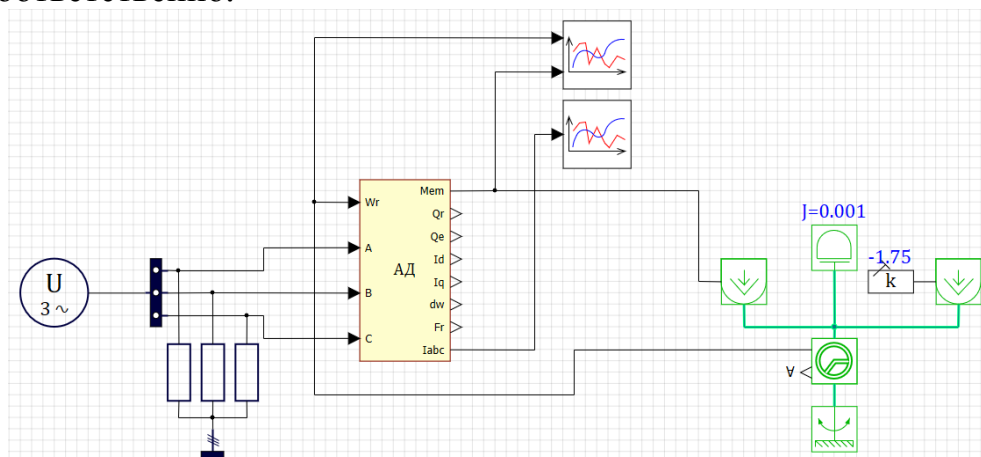 J=0.001
Mem
Wr
Qr
-1.75
Qe
A
Id
АД
k
U
Iq
3 ~
B
dw
Fr
C
Iabc
∀